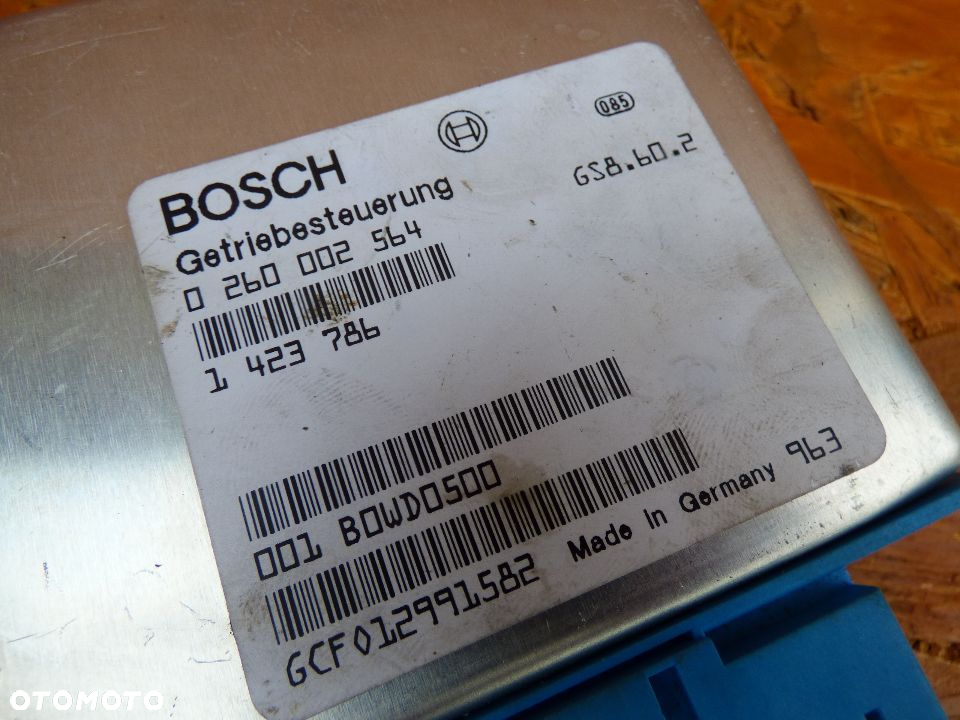 085
BOSCH
GS8.60.2
Getriebesteuerung
0 260 002 564
1 423 786
001 B0WD0500
GCF012991582 Made in Germany 963
OTOMOTO